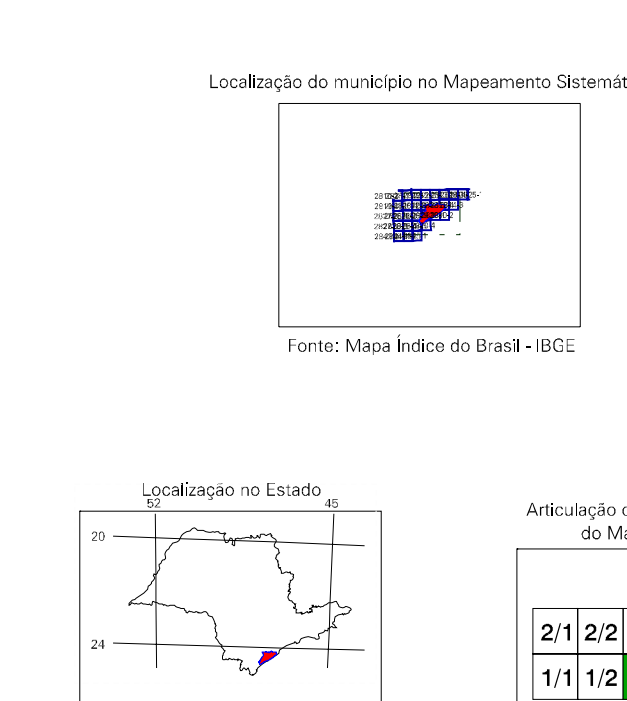 Localização do município no Mapeamento Sistemát
Fonte: Mapa Índice do Brasil - IBGE
Localização no Estado
52 45
20
24
Articulação
do Ma
2/1 2/2
1/1 1/2